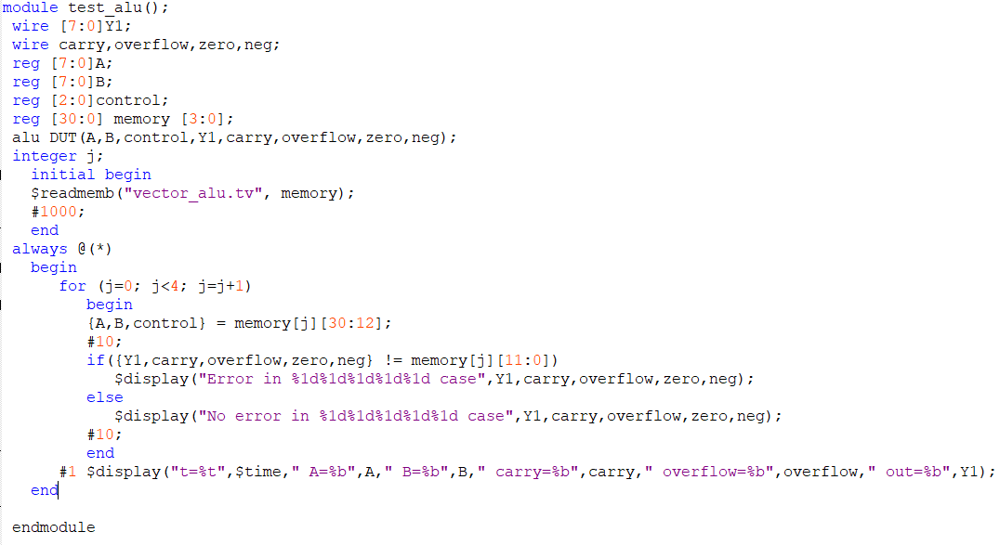 module test_alu();
wire [7:0]Y1;
wire carry,overflow,zero,neg;
reg [7:0]A;
reg [7:0]B;
reg [2:0]control;
reg [30:0] memory [3:0];
alu DUT(A,B,control,Y1,carry,overflow,zero,neg);
integer j;
initial begin
$readmemb("vector_alu.tv", memory);
#1000;
end
always @(*)
begin
for (j=0; j<4; j=j+1)
begin
{A,B,control} = memory[j][30:12];
#10;
if({Y1,carry,overflow,zero,neg} != memory[j][11:0])
$display("Error in %1d%1d%1d%1d%1d case",Y1,carry,overflow,zero,neg);
else
$display("No error in %1d%1d%1d%1d%1d case",Y1,carry,overflow,zero,neg);
#10;
end
#1 $display("t=%t",$time," A=%b",A," B=%b",B," carry=%b",carry," overflow=%b",overflow," out=%b",Y1);
end
endmodule